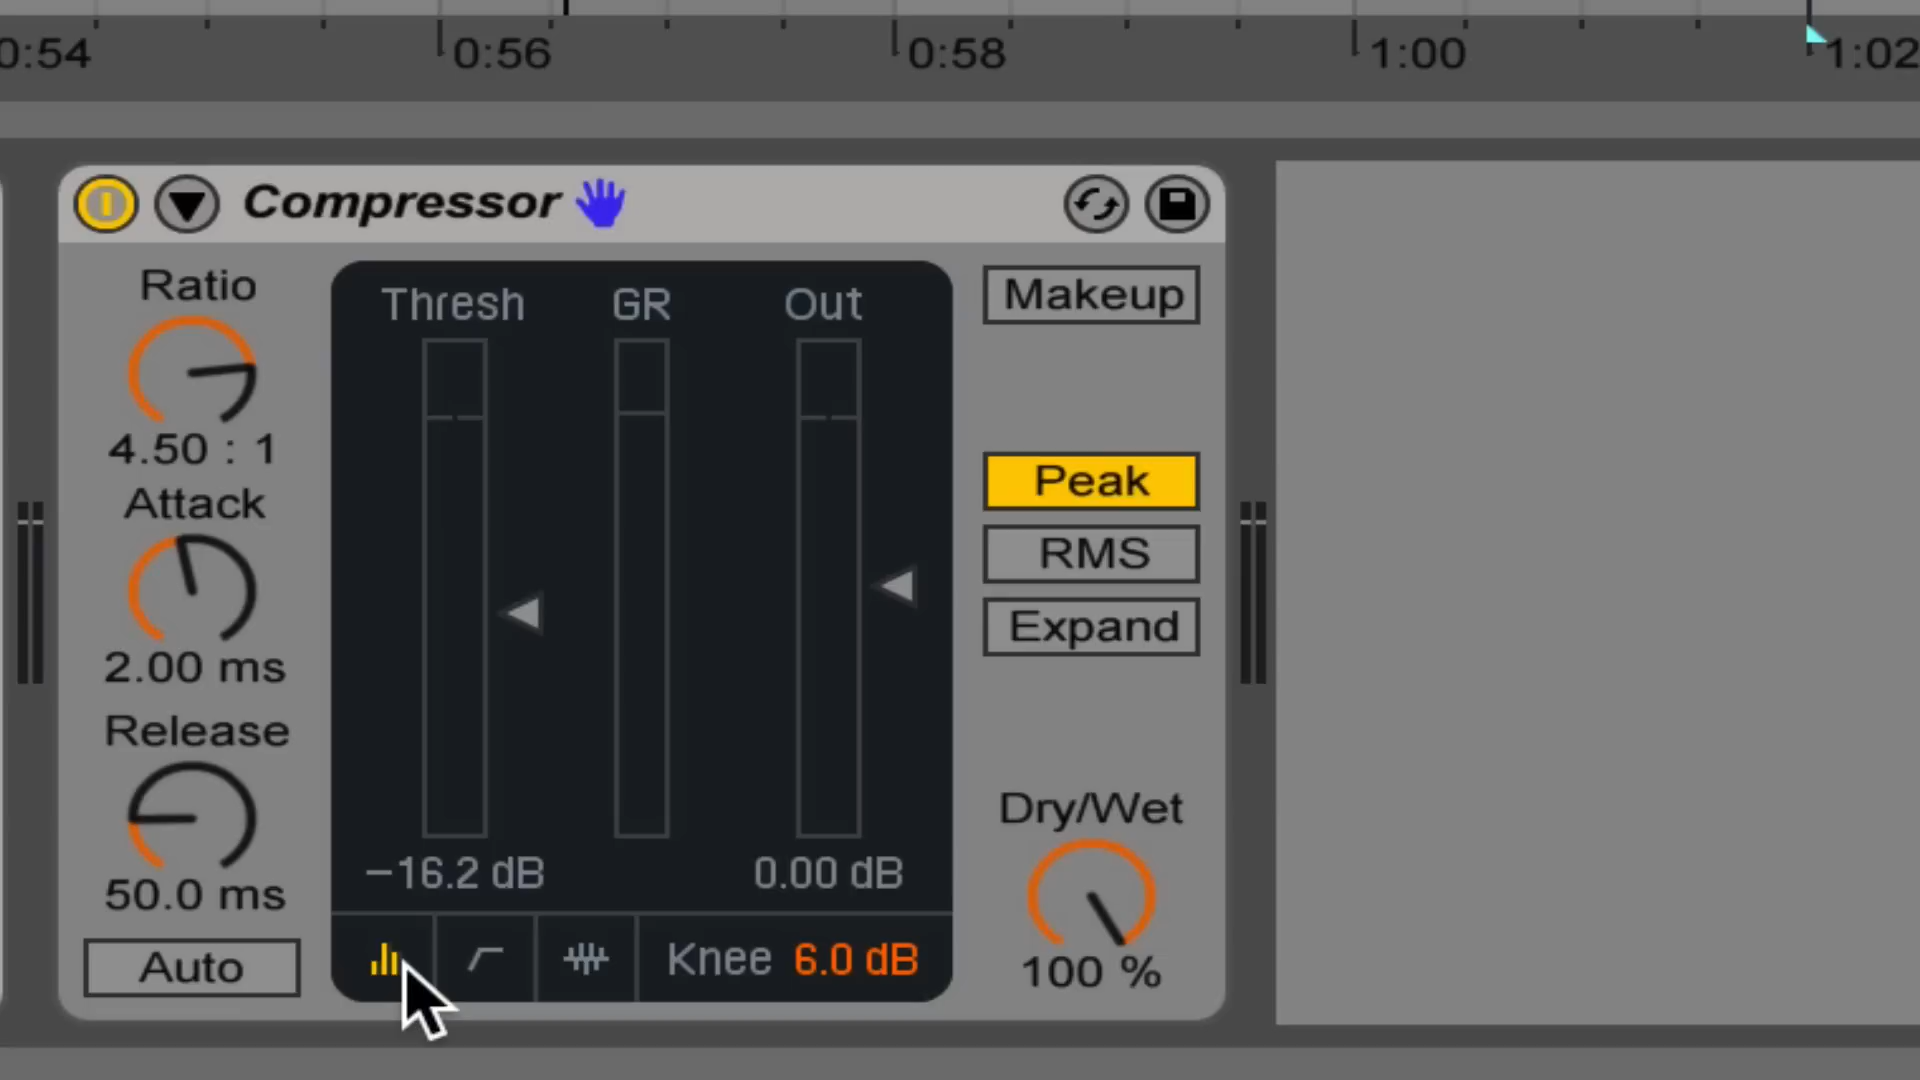 0:54 0:56 0:58 1:00 1:02
Compressor
Ratio
4.50 : 1
Attack
2.00 ms
Release
50.0 ms
Auto
Thresh GR Out
−16.2 dB 0.00 dB
Knee 6.0 dB
Makeup
Peak
RMS
Expand
Dry/Wet
100 %